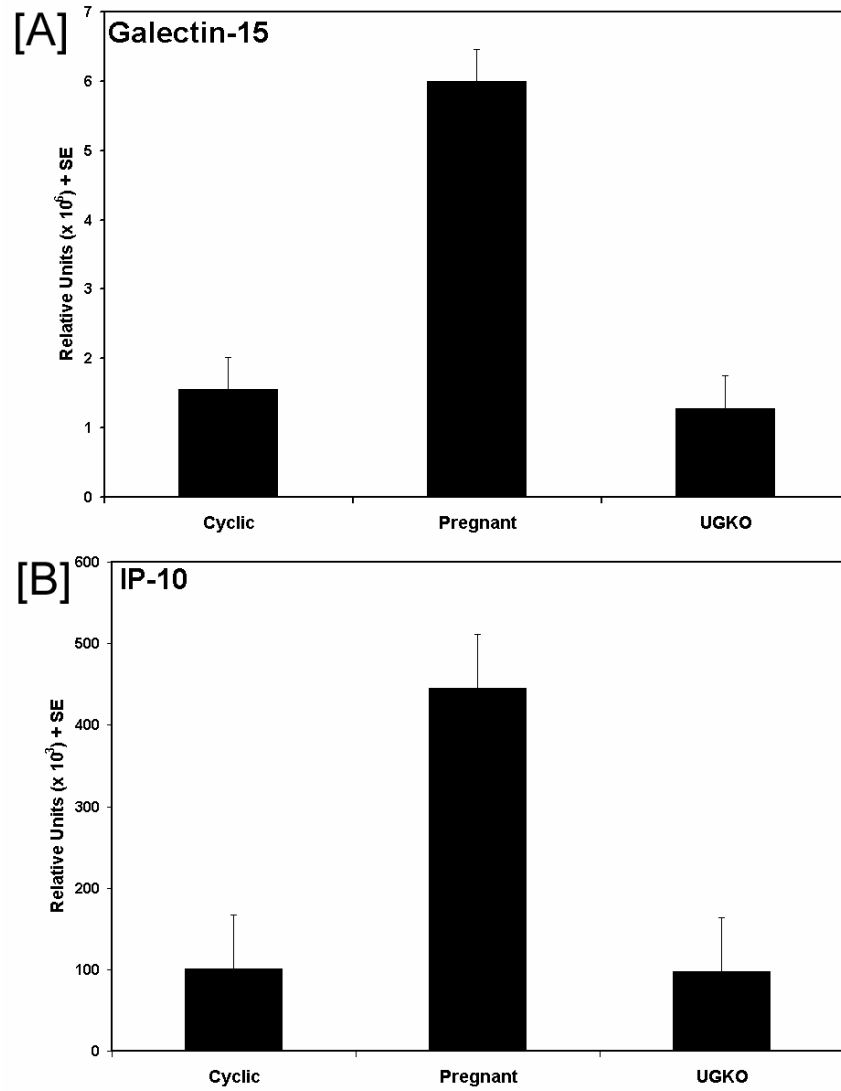 [A]
Galectin-15
Relative Units (x 10⁶) + SE
7
6
5
4
3
2
1
0
Cyclic Pregnant UGKO
[B]
IP-10
Relative Units (x 10³) + SE
600
500
400
300
200
100
0
Cyclic Pregnant UGKO